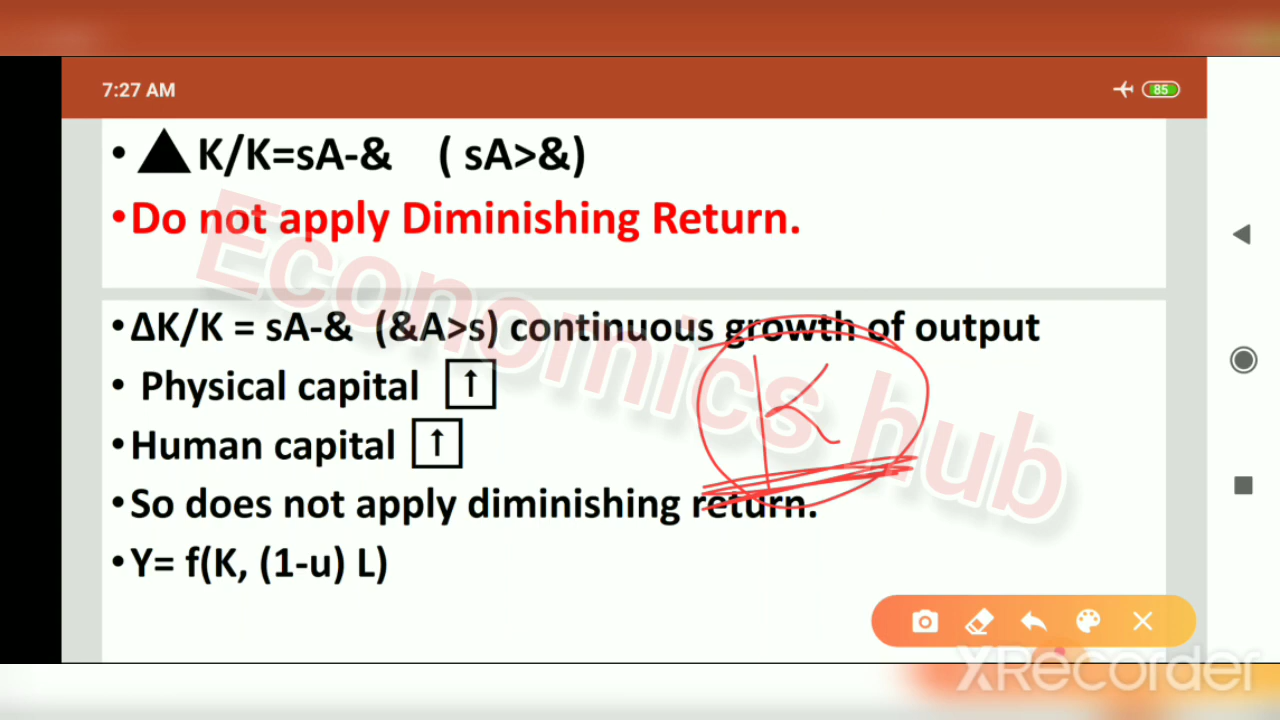 7:27 AM
85
• ▲ K/K=sA-& ( sA>&)
•Do not apply Diminishing Return.
•ΔK/K = sA-& (&A>s) continuous growth of output
• Physical capital ↑
•Human capital ↑
K
•So does not apply diminishing return.
•Y= f(K, (1-u) L)
Economics hub
XRecorder